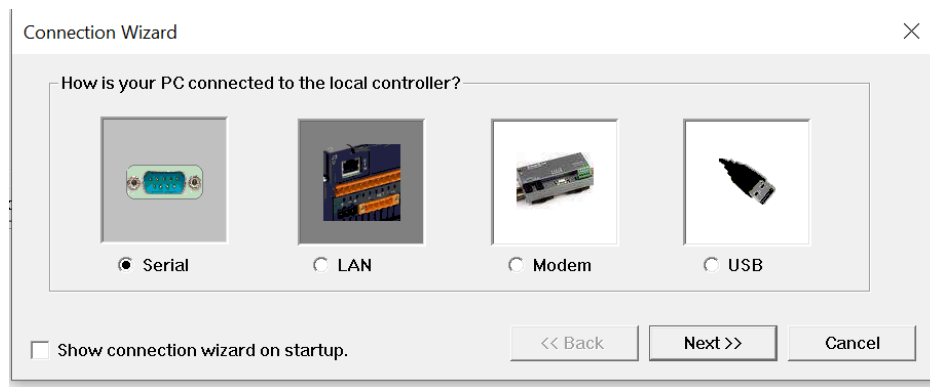 Connection Wizard
How is your PC connected to the local controller?
Serial
LAN
Modem
USB
Show connection wizard on startup.
<< Back
Next >>
Cancel